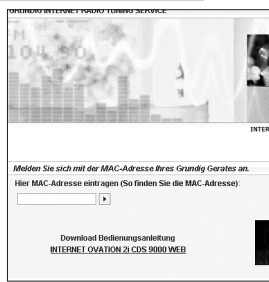 GRUNDIG INTERNET RADIO TUNING SERVICE
INTER
Melden Sie sich mit der MAC-Adresse Ihres Grundig Gerates an.
Hier MAC-Adresse eintragen (So finden Sie die MAC-Adresse):
Download Bedienungsanleitung
INTERNET OVATION 2i CDS 9000 WEB